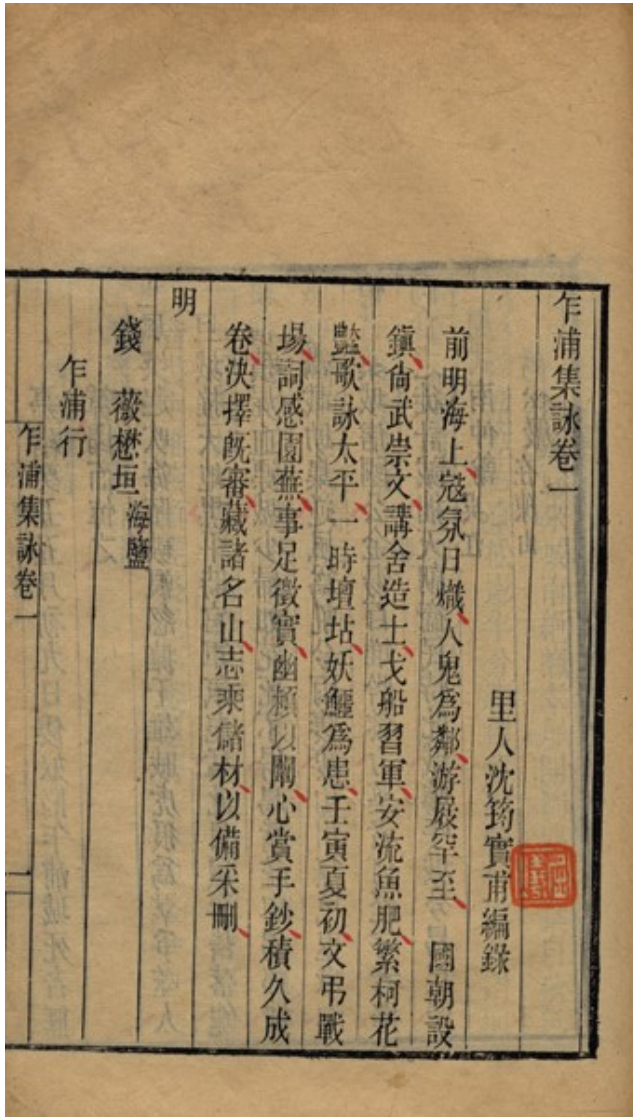 乍浦集詠卷一
里人沈筠實甫編錄
前明海上寇氛日熾人鬼爲鄰游屐罕至 國朝設
鎮尙武崇文講舍造士戈船習軍安流魚肥繁柯花
豔歌詠太平一時壇坫妖鱷爲患壬寅夏初文弔戰
場詞感園蕪事足徵實幽頼以闡心賞手鈔積久成
卷決擇旣審藏諸名山志乘儲材以備采刪
明
錢 薇懋垣海鹽
乍浦行
乍浦集詠卷一
一